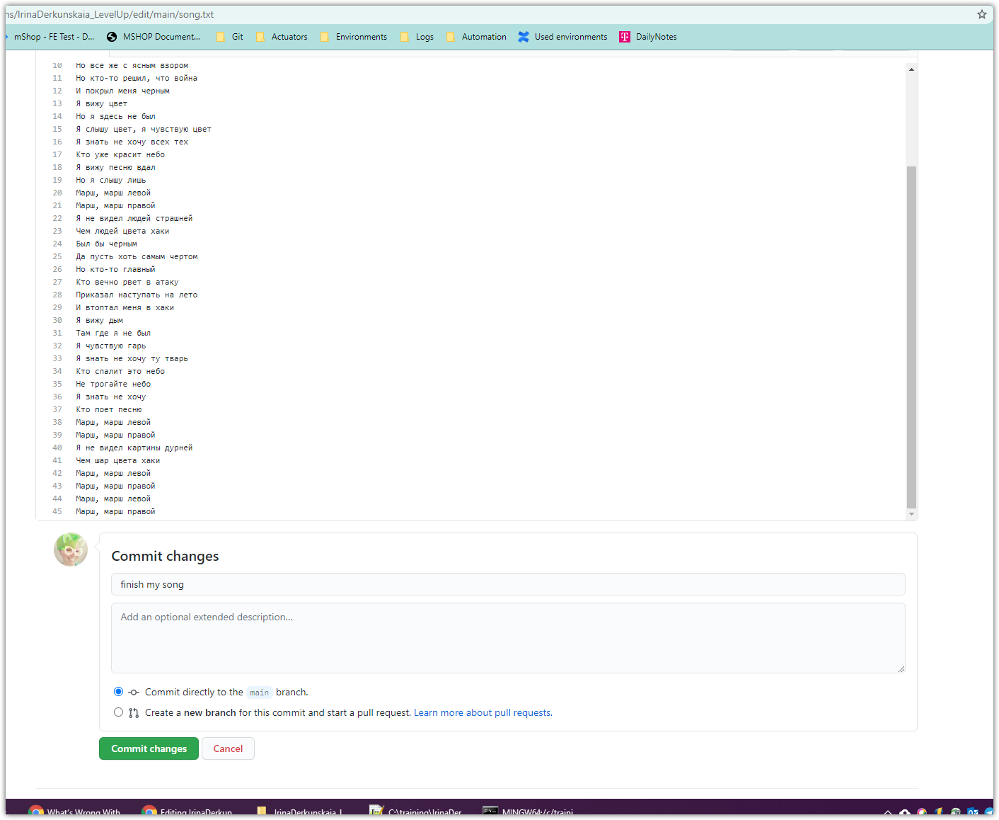 ns/IrinaDerkunskaia_LevelUp/edit/main/song.txt
mShop - FE Test - D... MSHOP Document... Git Actuators Environments Logs Automation Used environments DailyNotes
10 Но все же с ясным взором
11 Но кто-то решил, что война
12 И покрыл меня черным
13 Я вижу цвет
14 Но я здесь не был
15 Я слышу цвет, я чувствую цвет
16 Я знать не хочу всех тех
17 Кто уже красит небо
18 Я вижу песню вдал
19 Но я слышу лишь
20 Марш, марш левой
21 Марш, марш правой
22 Я не видел людей страшней
23 Чем людей цвета хаки
24 Был бы черным
25 Да пусть хоть самым чертом
26 Но кто-то главный
27 Кто вечно рвет в атаку
28 Приказал наступать на лето
29 И втоптал меня в хаки
30 Я вижу дым
31 Там где я не был
32 Я чувствую гарь
33 Я знать не хочу ту тварь
34 Кто спалит это небо
35 Не трогайте небо
36 Я знать не хочу
37 Кто поет песню
38 Марш, марш левой
39 Марш, марш правой
40 Я не видел картины дурней
41 Чем шар цвета хаки
42 Марш, марш левой
43 Марш, марш правой
44 Марш, марш левой
45 Марш, марш правой
Commit changes
finish my song
Add an optional extended description...
Commit directly to the main branch.
Create a new branch for this commit and start a pull request. Learn more about pull requests.
Commit changes Cancel
What's Wrong With Editing IrinaDerkun IrinaDerkunskaia_L C:\training\IrinaDer MINGW64:/c/traini